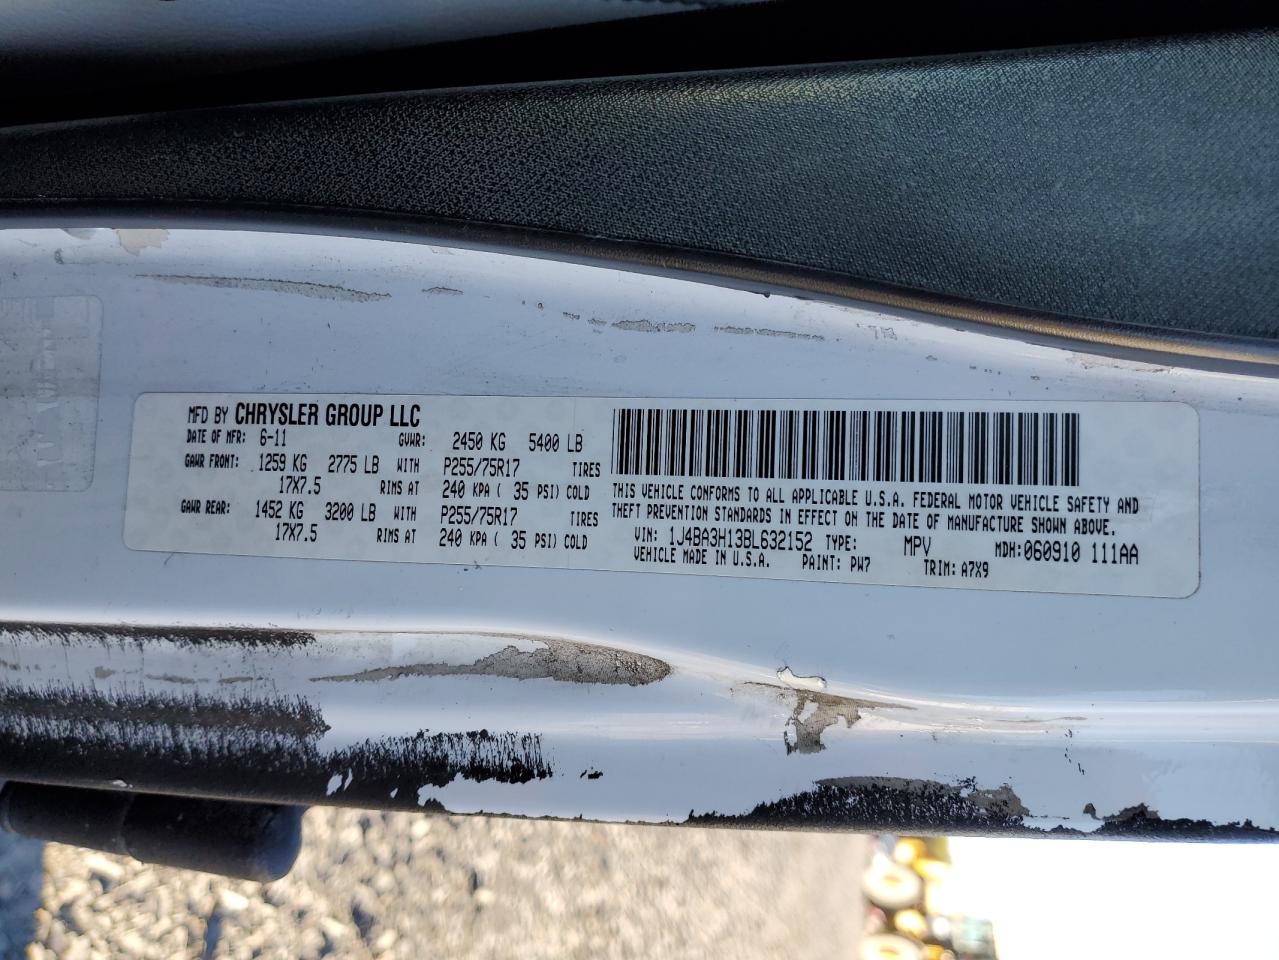 MFD BY CHRYSLER GROUP LLC
DATE OF MFR: 6-11 GVWR: 2450 KG 5400 LB
GAWR FRONT: 1259 KG 2775 LB WITH P255/75R17 TIRES
17X7.5 RIMS AT 240 KPA ( 35 PSI) COLD
GAWR REAR: 1452 KG 3200 LB WITH P255/75R17 TIRES
17X7.5 RIMS AT 240 KPA ( 35 PSI) COLD
THIS VEHICLE CONFORMS TO ALL APPLICABLE U.S.A. FEDERAL MOTOR VEHICLE SAFETY AND
THEFT PREVENTION STANDARDS IN EFFECT ON THE DATE OF MANUFACTURE SHOWN ABOVE.
VIN: 1J4BA3H13BL632152 TYPE: MPV MDH: 060910 111AA
VEHICLE MADE IN U.S.A. PAINT: PW7 TRIM: A7X9